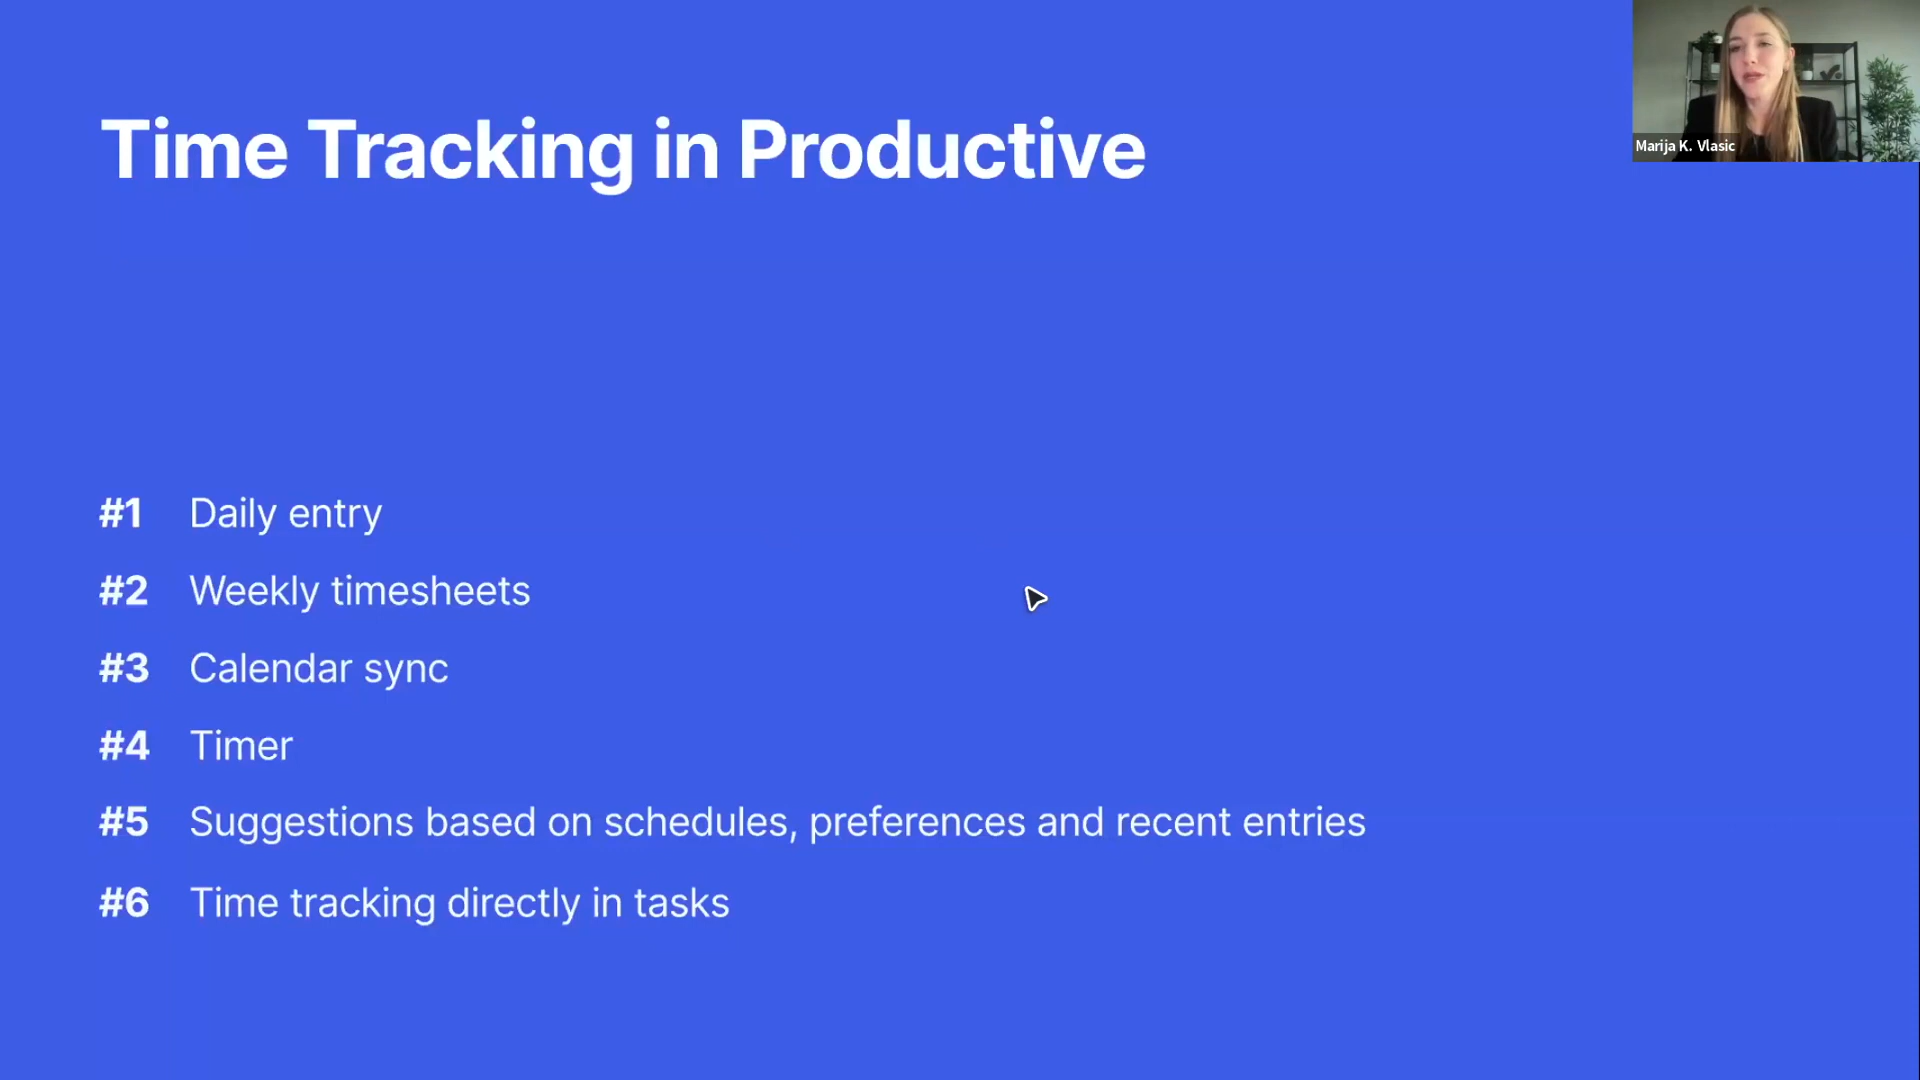 Time Tracking in Productive
Marija K. Vlasic
#1 Daily entry
#2 Weekly timesheets
#3 Calendar sync
#4 Timer
#5 Suggestions based on schedules, preferences and recent entries
#6 Time tracking directly in tasks